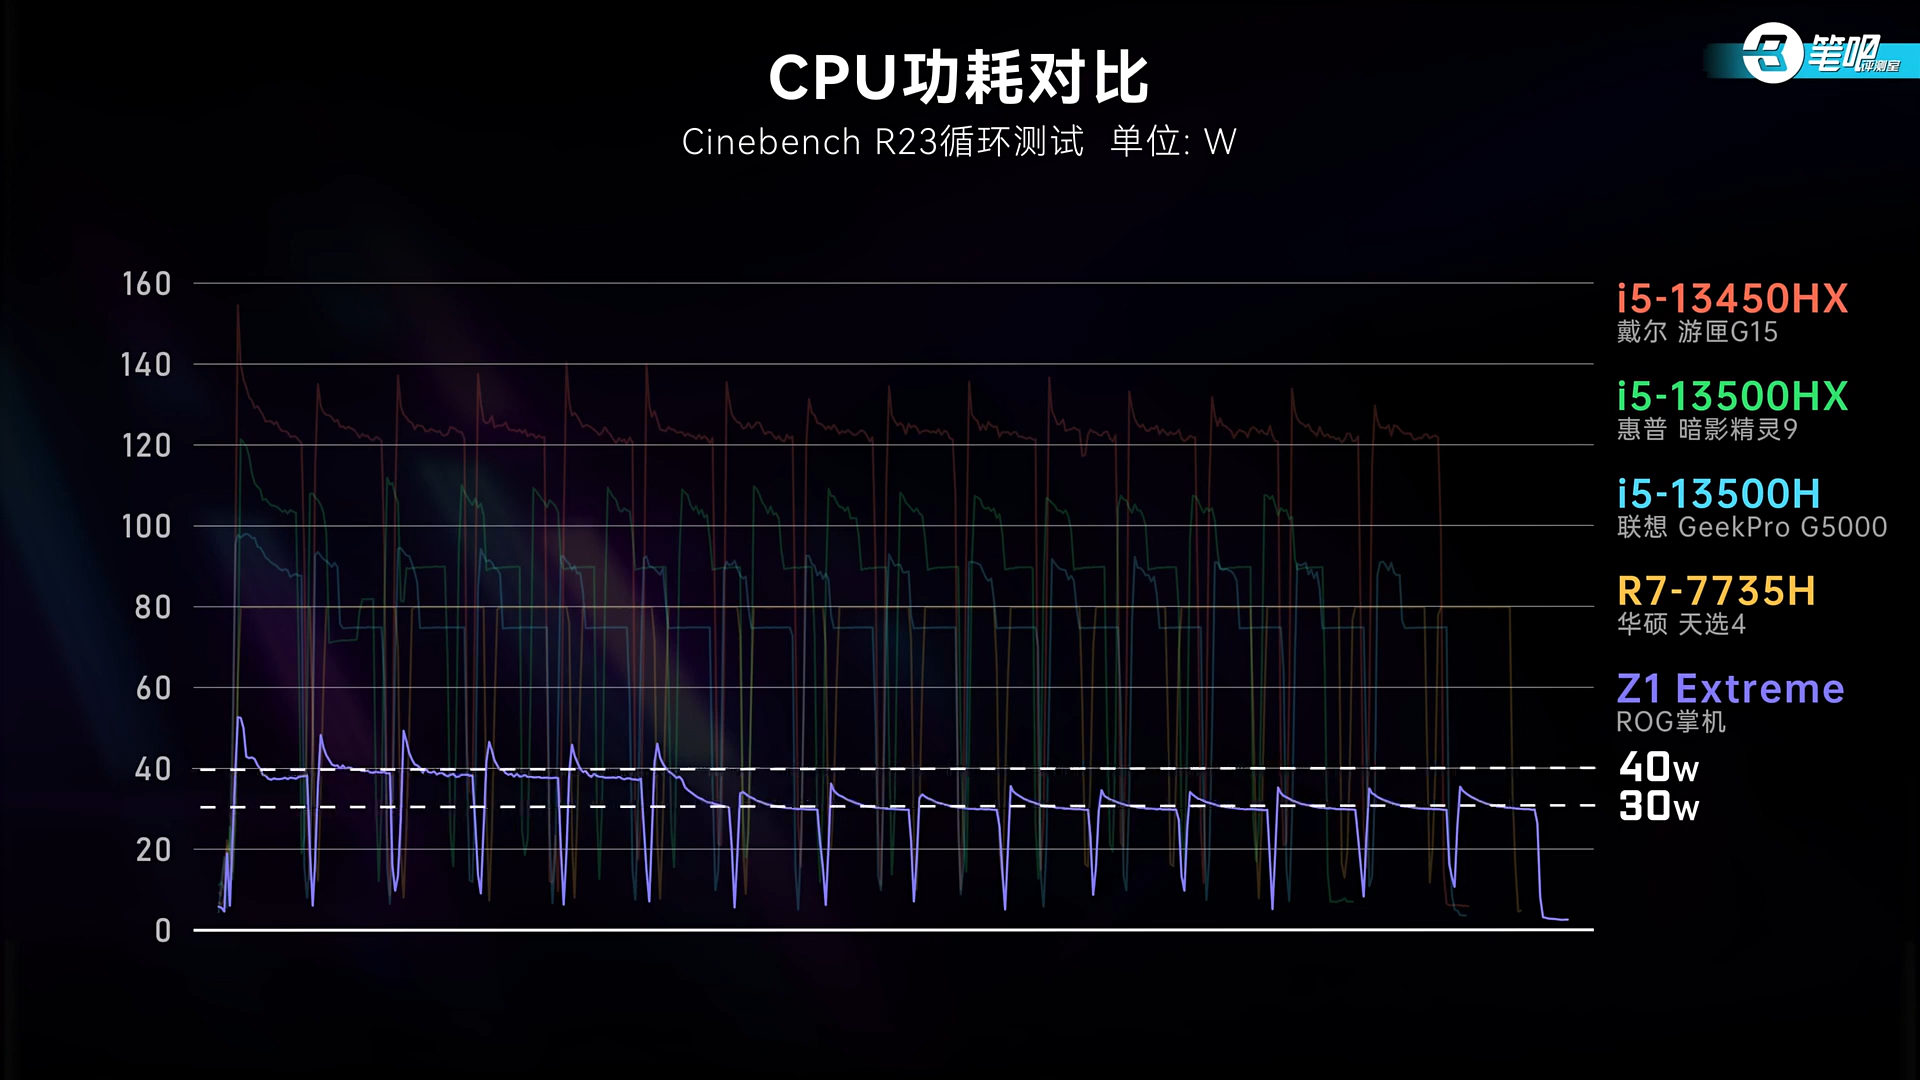 笔吧
评测室
CPU功耗对比
Cinebench R23循环测试 单位: W
160
140
120
100
80
60
40
20
0
i5-13450HX
戴尔 游匣G15
i5-13500HX
惠普 暗影精灵9
i5-13500H
联想 GeekPro G5000
R7-7735H
华硕 天选4
Z1 Extreme
ROG掌机
40w
30w